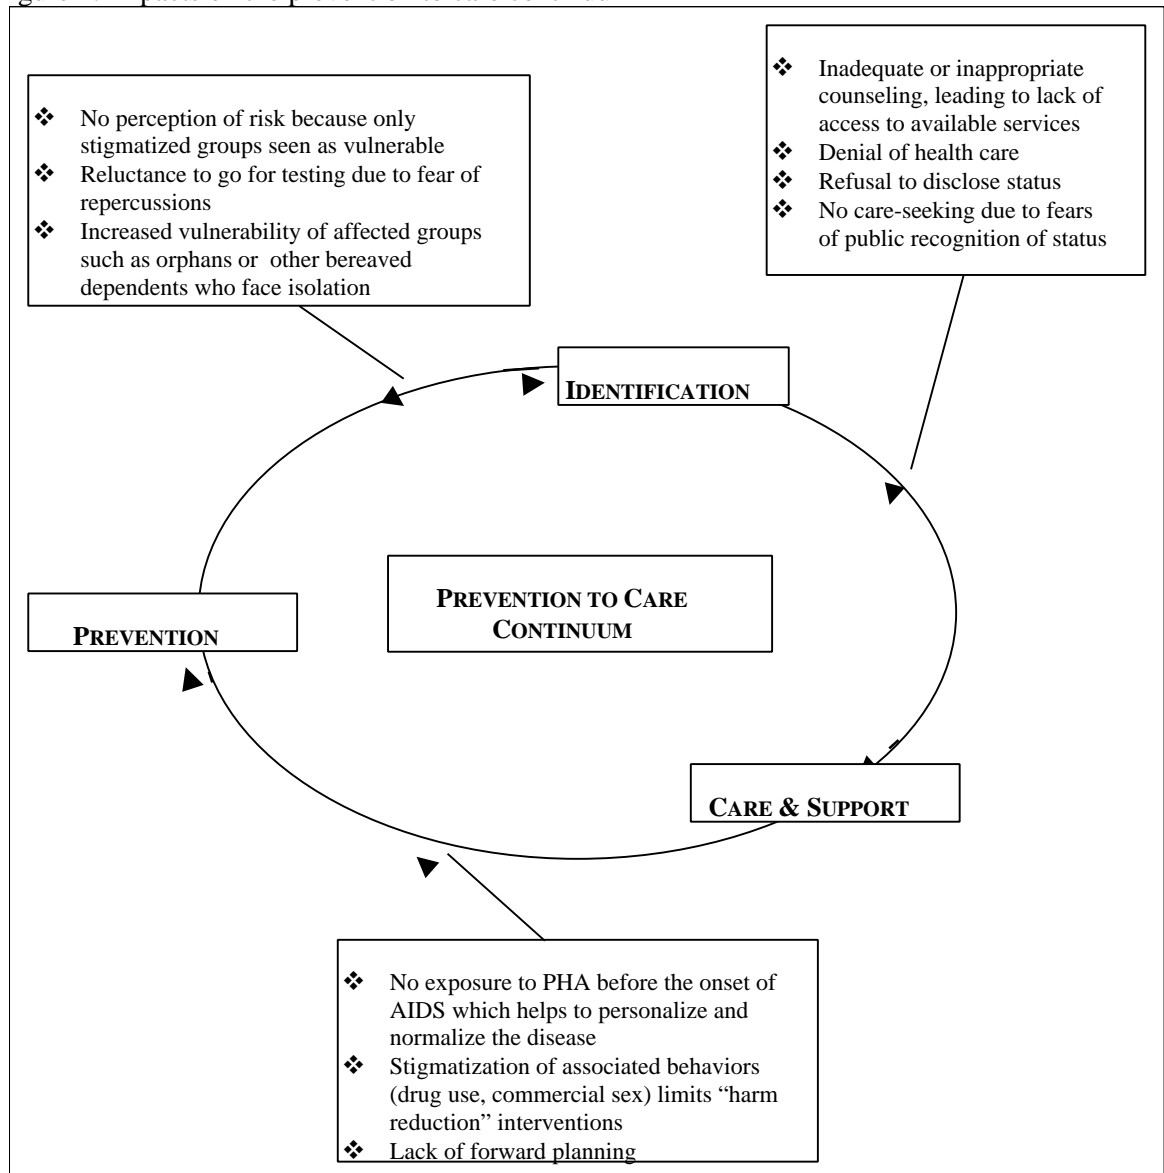 ❖ No perception of risk because only
stigmatized groups seen as vulnerable
❖ Reluctance to go for testing due to fear of
repercussions
❖ Increased vulnerability of affected groups
such as orphans or other bereaved
dependents who face isolation
❖ Inadequate or inappropriate
counseling, leading to lack of
access to available services
❖ Denial of health care
❖ Refusal to disclose status
❖ No care-seeking due to fears
of public recognition of status
IDENTIFICATION
PREVENTION TO CARE
CONTINUUM
PREVENTION
CARE & SUPPORT
❖ No exposure to PHA before the onset of
AIDS which helps to personalize and
normalize the disease
❖ Stigmatization of associated behaviors
(drug use, commercial sex) limits “harm
reduction” interventions
❖ Lack of forward planning